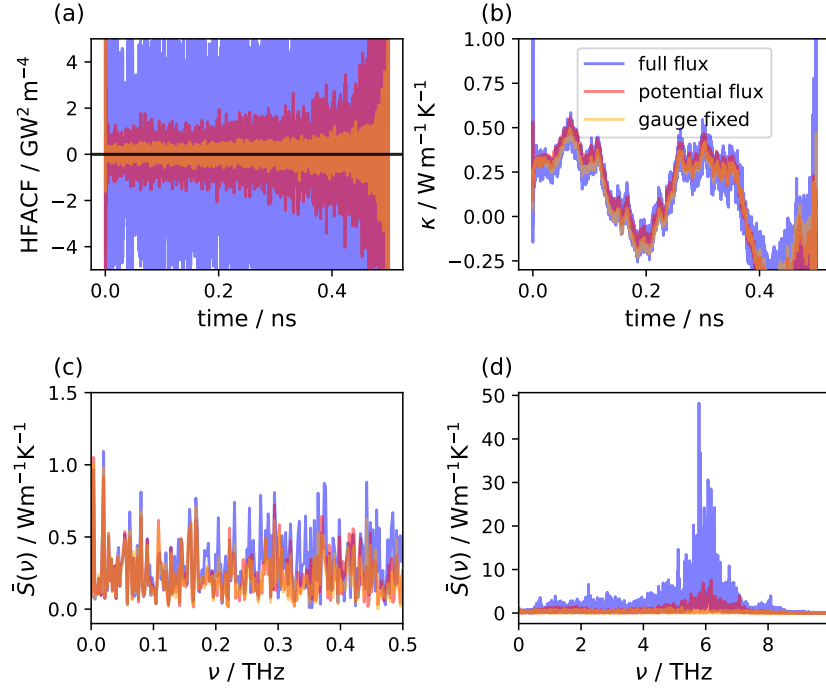 (a)
HFACF / GW² m⁻⁴
4
2
0
−2
−4
0.0 0.2 0.4
time / ns
(b)
κ / Wm⁻¹K⁻¹
1.00
0.75
0.50
0.25
0.00
−0.25
full flux
potential flux
gauge fixed
0.0 0.2 0.4
time / ns
(c)
S̄(ν) / Wm⁻¹K⁻¹
1.5
1.0
0.5
0.0
0.0 0.1 0.2 0.3 0.4 0.5
ν / THz
(d)
S̄(ν) / Wm⁻¹K⁻¹
50
40
30
20
10
0
0 2 4 6 8
ν / THz